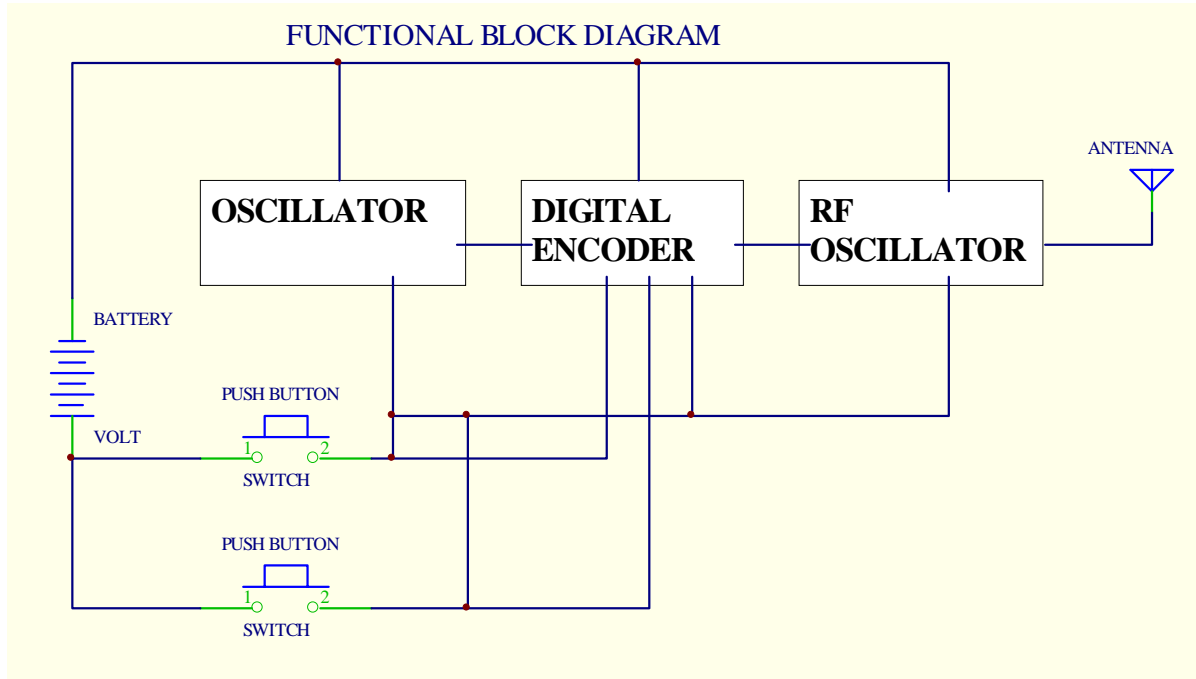 FUNCTIONAL BLOCK DIAGRAM
ANTENNA
OSCILLATOR
DIGITAL
ENCODER
RF
OSCILLATOR
BATTERY
VOLT
PUSH BUTTON
1 2
SWITCH
PUSH BUTTON
1 2
SWITCH